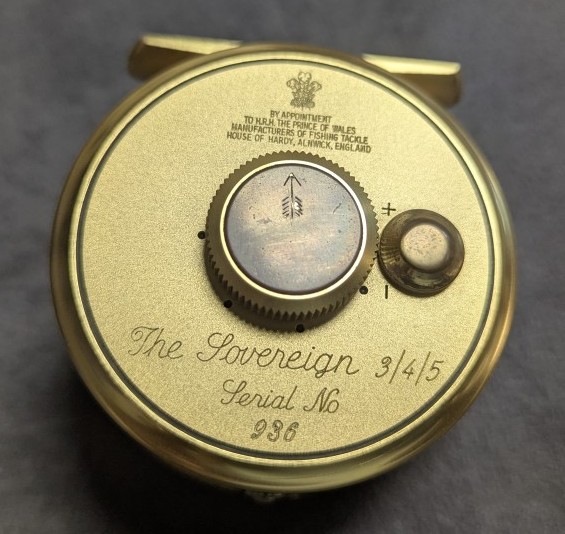 BY APPOINTMENT
TO H.R.H. THE PRINCE OF WALES
MANUFACTURERS OF FISHING TACKLE
HOUSE OF HARDY, ALNWICK, ENGLAND
+
–
The Sovereign 3/4/5
Serial No
936